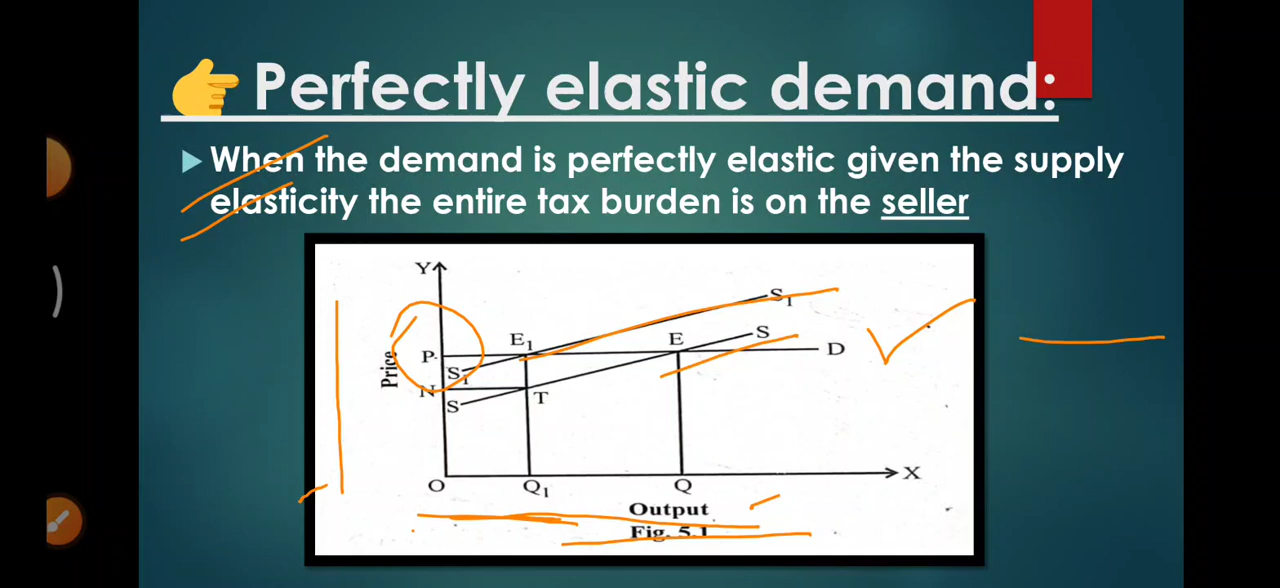 👉 Perfectly elastic demand:
When the demand is perfectly elastic given the supply
elasticity the entire tax burden is on the seller
Y
S1
E1
E
S
P
D
Price
S1
N
T
S
O
Q1
Q
X
Output
Fig. 5.1